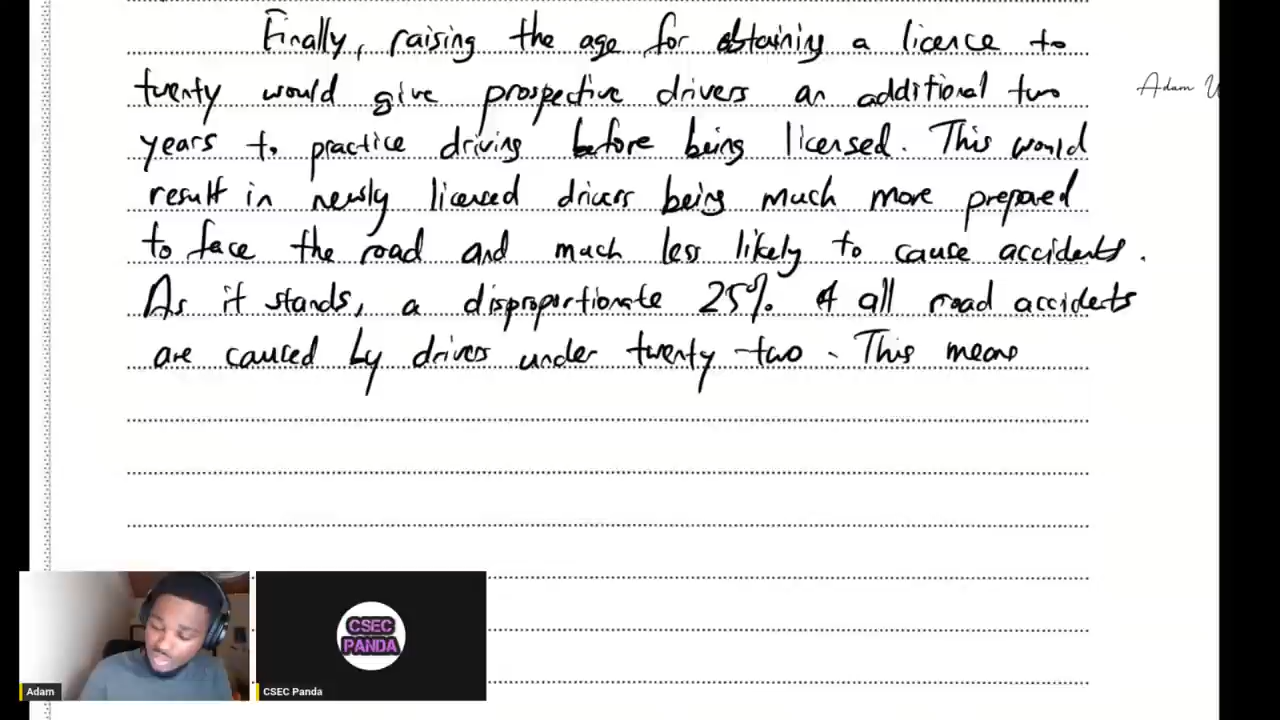 Finally, raising the age for obtaining a licence to
twenty would give prospective drivers an additional two
Adam
years to practice driving before being licensed. This would
result in newly licensed drivers being much more prepared
to face the road and much less likely to cause accidents.
As it stands, a disproportionate 25% of all road accidents
are caused by drivers under twenty two. This means
CSEC
PANDA
Adam
CSEC Panda